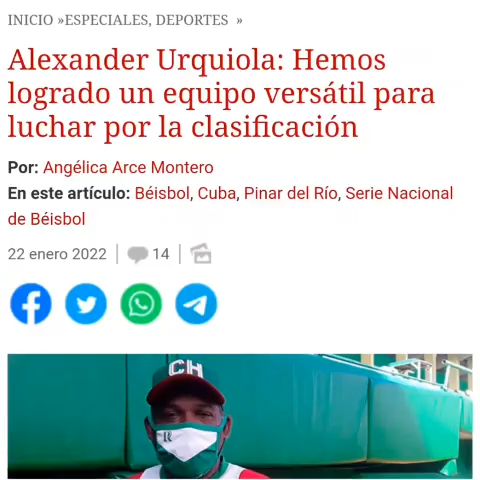 INICIO »ESPECIALES, DEPORTES »
Alexander Urquiola: Hemos
logrado un equipo versátil para
luchar por la clasificación
Por: Angélica Arce Montero
En este artículo: Béisbol, Cuba, Pinar del Río, Serie Nacional
de Béisbol
22 enero 2022 14
CH